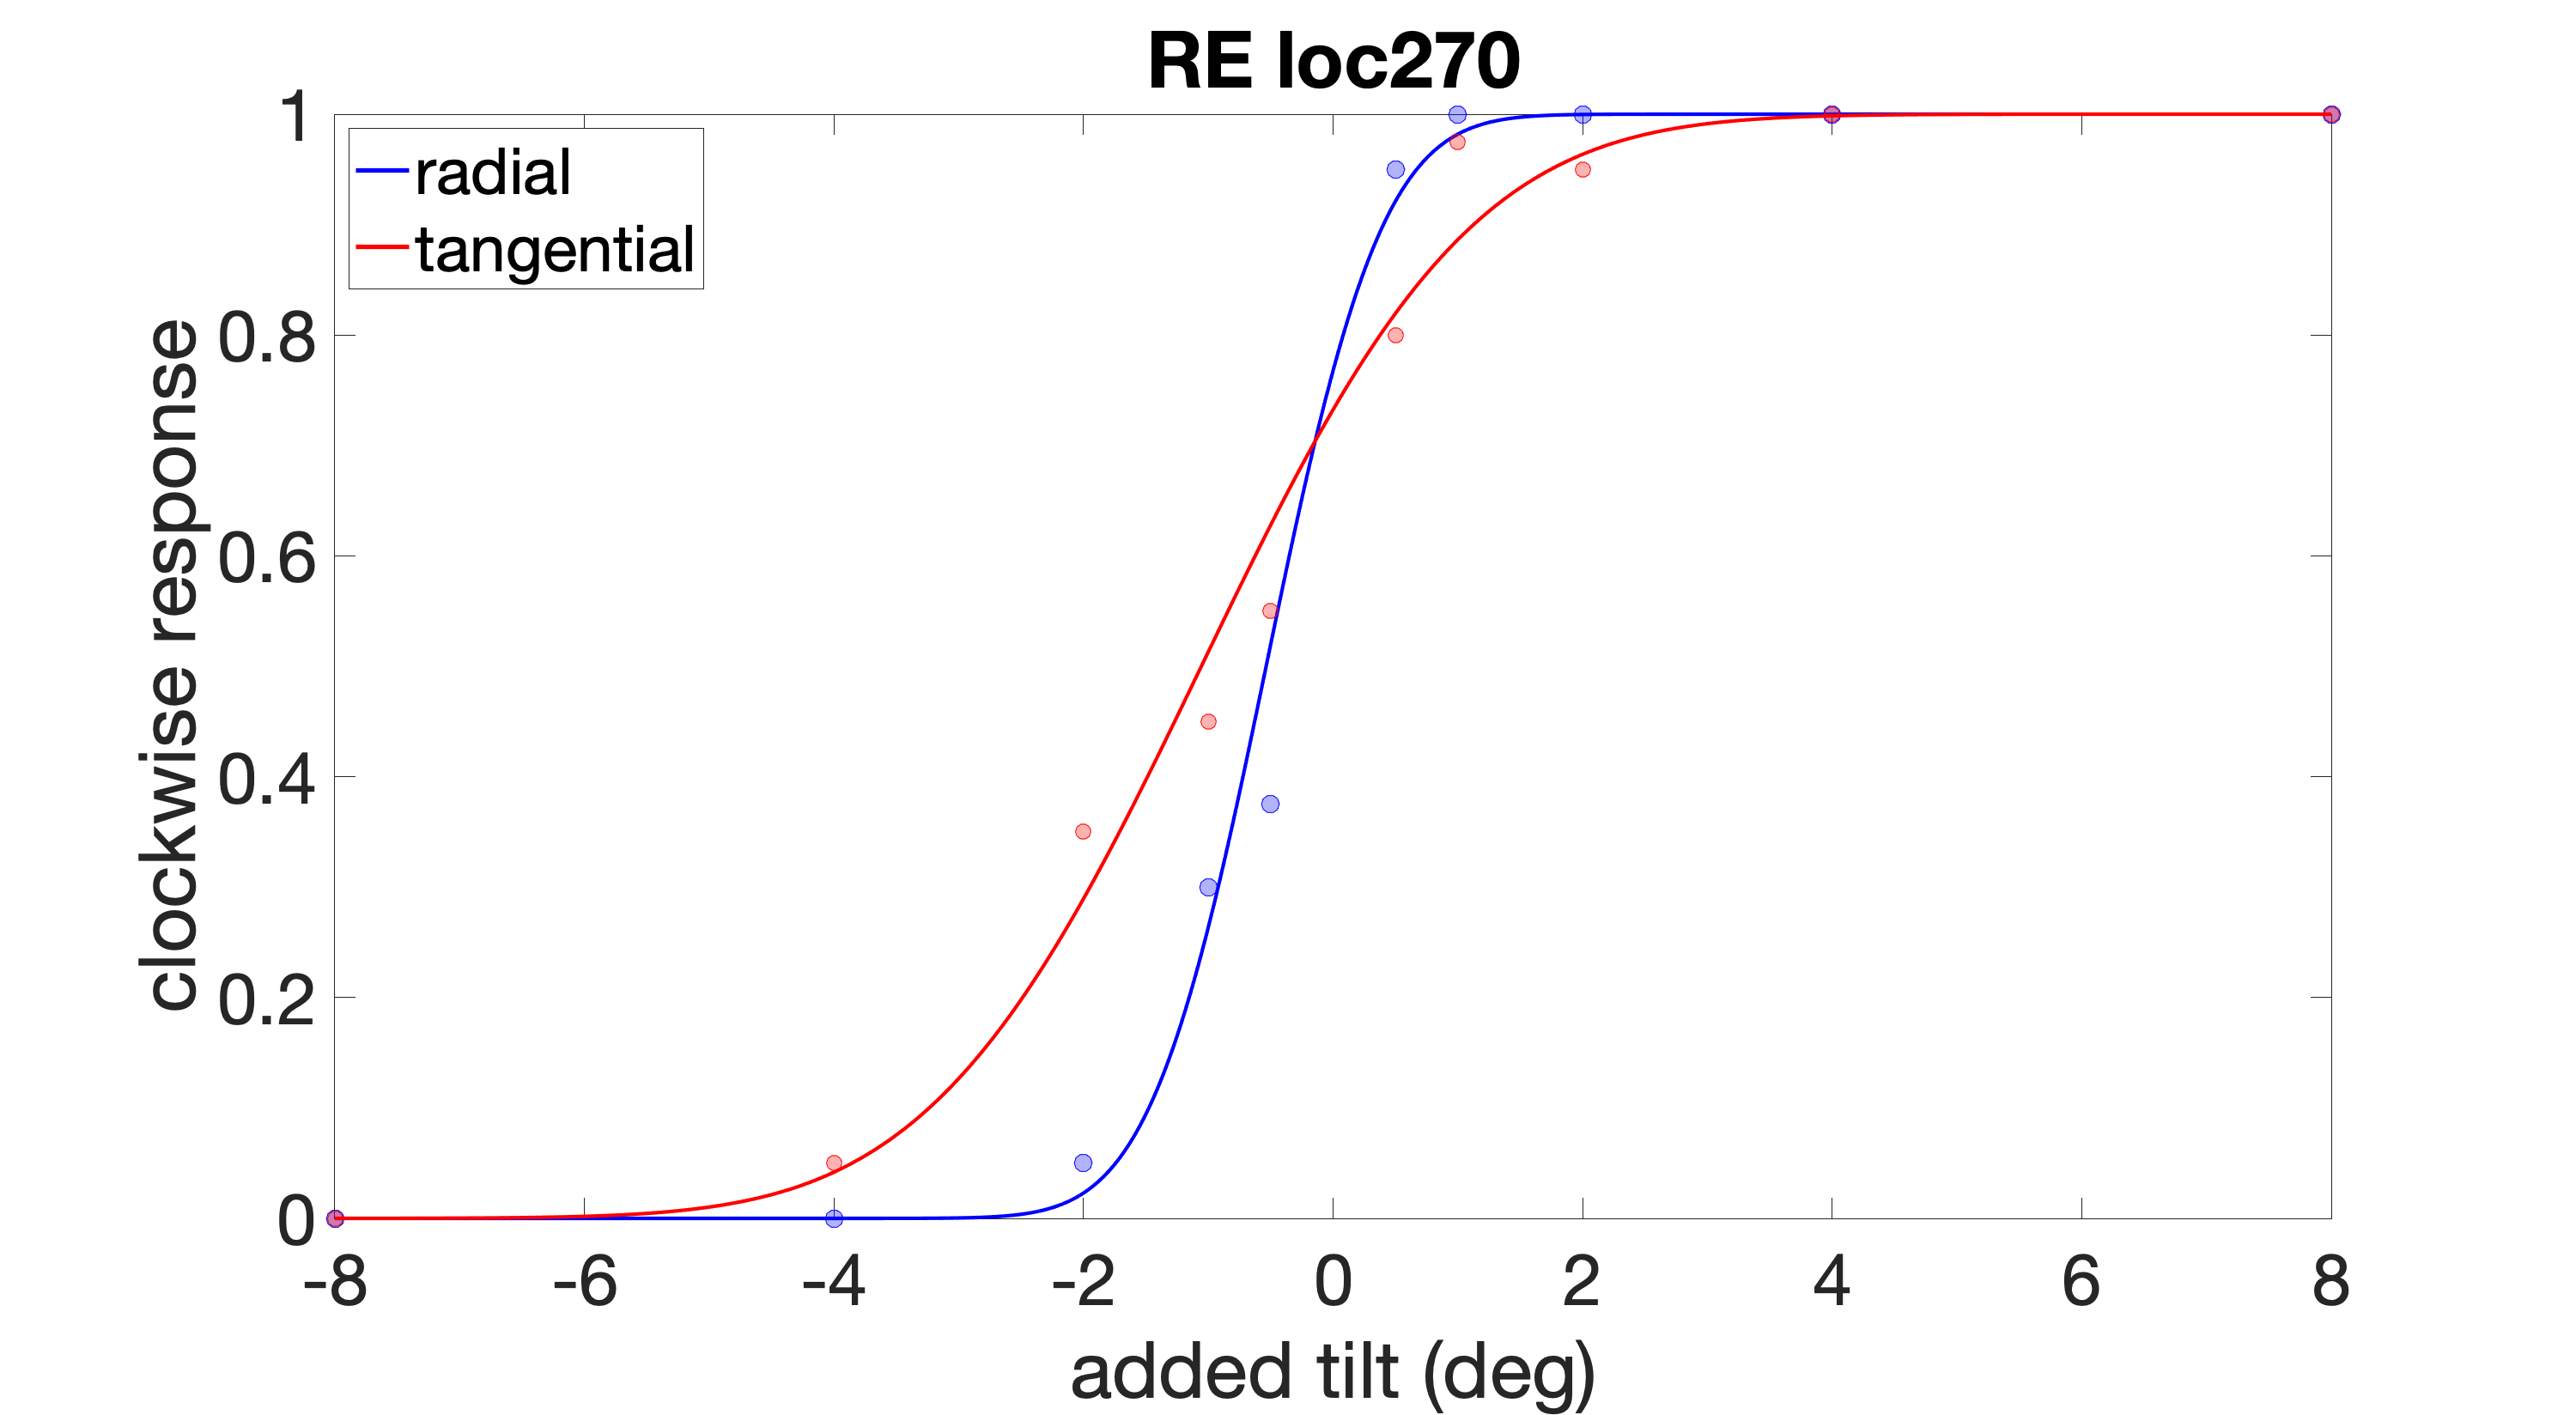 RE loc270
radial
tangential
clockwise response
1
0.8
0.6
0.4
0.2
0
-8 -6 -4 -2 0 2 4 6 8
added tilt (deg)